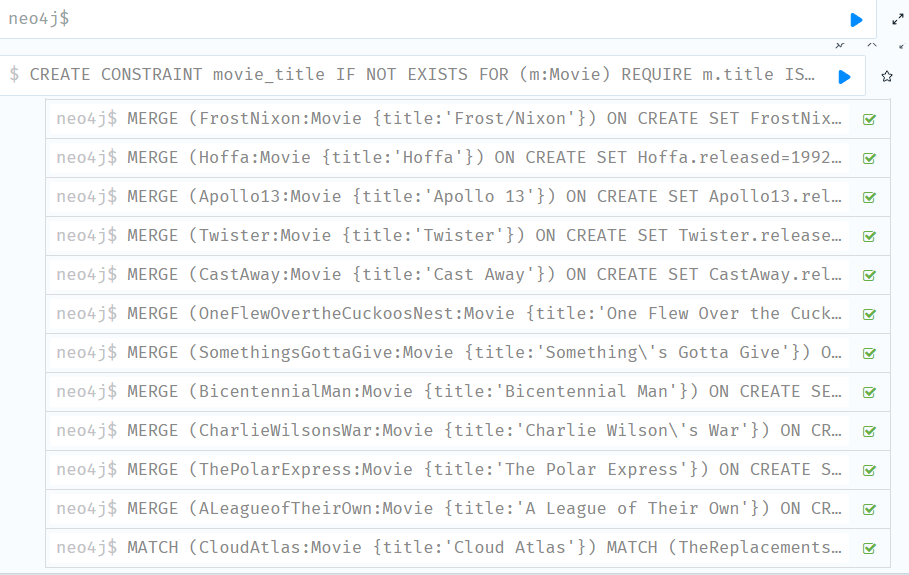 neo4j$
$ CREATE CONSTRAINT movie_title IF NOT EXISTS FOR (m:Movie) REQUIRE m.title IS…
neo4j$ MERGE (FrostNixon:Movie {title:'Frost/Nixon'}) ON CREATE SET FrostNix…
neo4j$ MERGE (Hoffa:Movie {title:'Hoffa'}) ON CREATE SET Hoffa.released=1992…
neo4j$ MERGE (Apollo13:Movie {title:'Apollo 13'}) ON CREATE SET Apollo13.rel…
neo4j$ MERGE (Twister:Movie {title:'Twister'}) ON CREATE SET Twister.release…
neo4j$ MERGE (CastAway:Movie {title:'Cast Away'}) ON CREATE SET CastAway.rel…
neo4j$ MERGE (OneFlewOvertheCuckoosNest:Movie {title:'One Flew Over the Cuck…
neo4j$ MERGE (SomethingsGottaGive:Movie {title:'Something\'s Gotta Give'}) O…
neo4j$ MERGE (BicentennialMan:Movie {title:'Bicentennial Man'}) ON CREATE SE…
neo4j$ MERGE (CharlieWilsonsWar:Movie {title:'Charlie Wilson\'s War'}) ON CR…
neo4j$ MERGE (ThePolarExpress:Movie {title:'The Polar Express'}) ON CREATE S…
neo4j$ MERGE (ALeagueofTheirOwn:Movie {title:'A League of Their Own'}) ON CR…
neo4j$ MATCH (CloudAtlas:Movie {title:'Cloud Atlas'}) MATCH (TheReplacements…